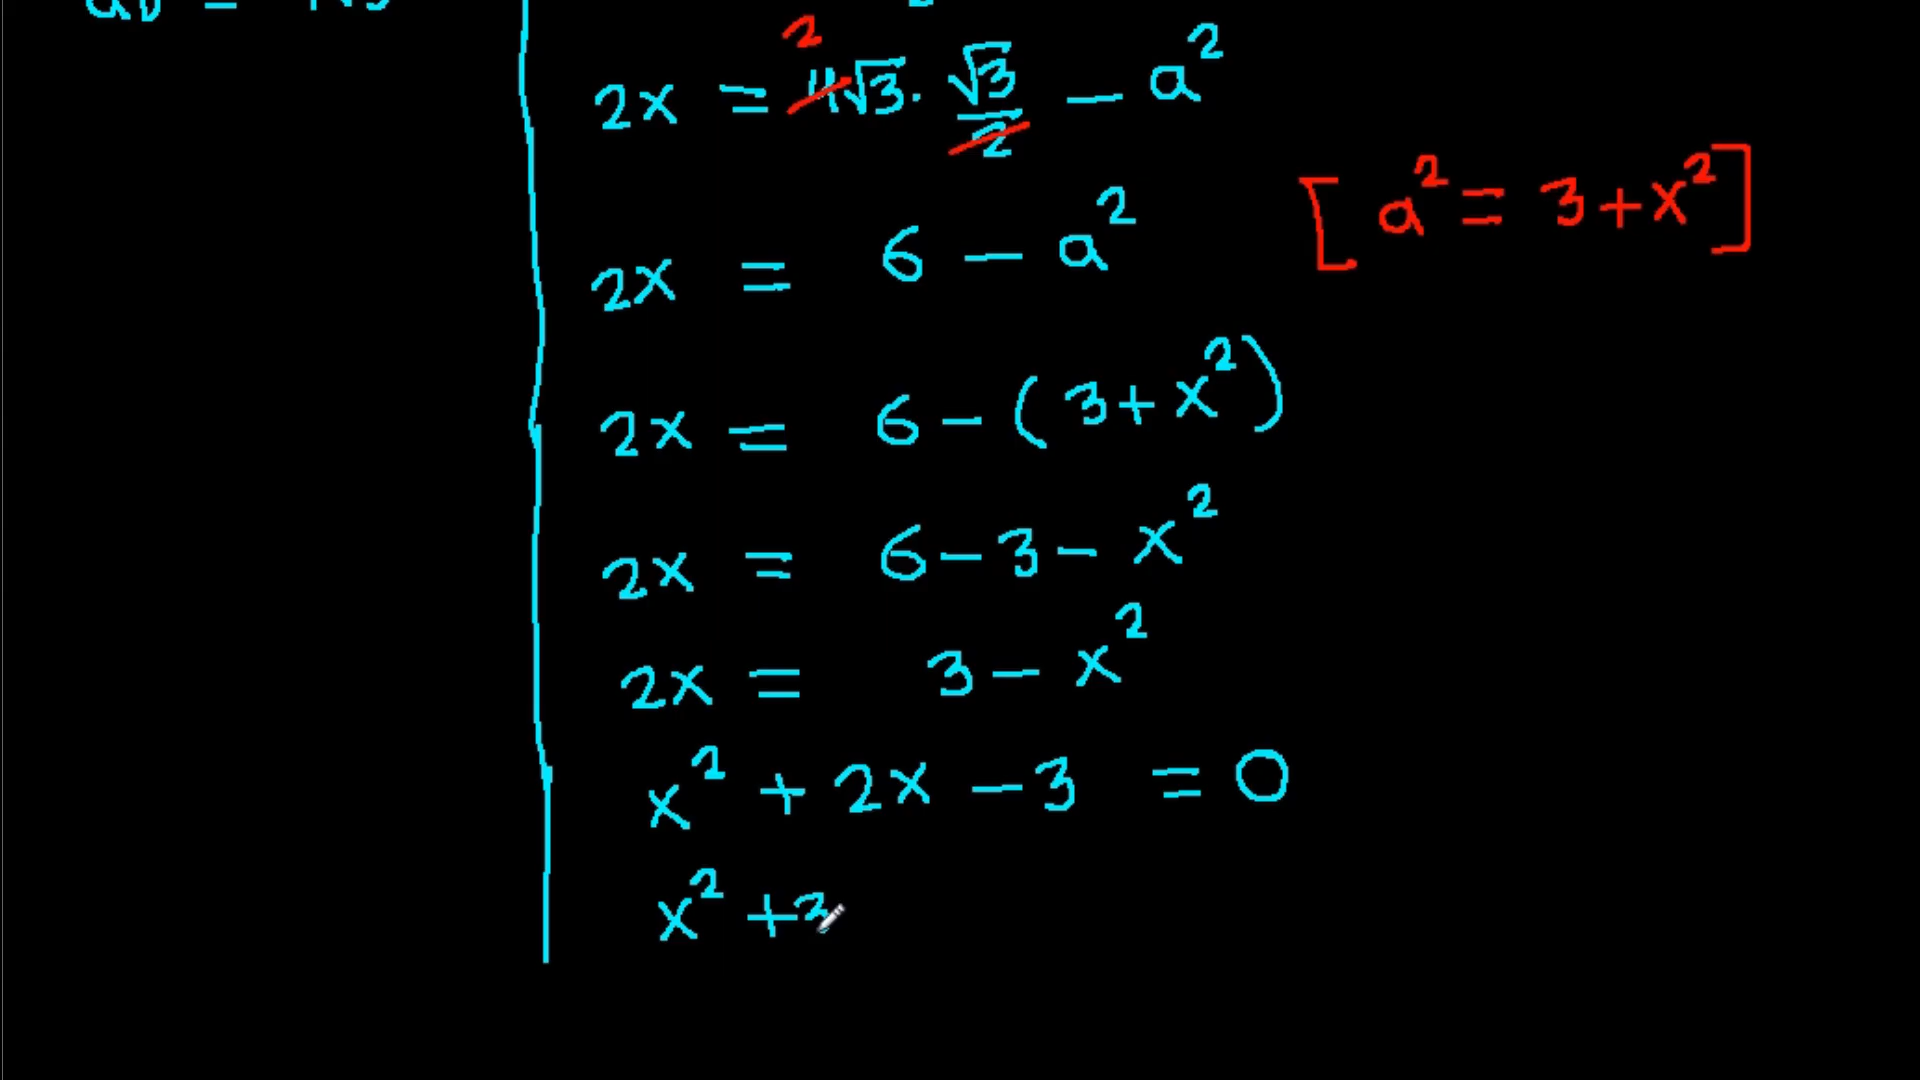 2x = 4√3 · √3/2 - a² 2
2x = 6 - a²
[a² = 3 + x²]
2x = 6 - (3 + x²)
2x = 6 - 3 - x²
2x = 3 - x²
x² + 2x - 3 = 0
x² + 3